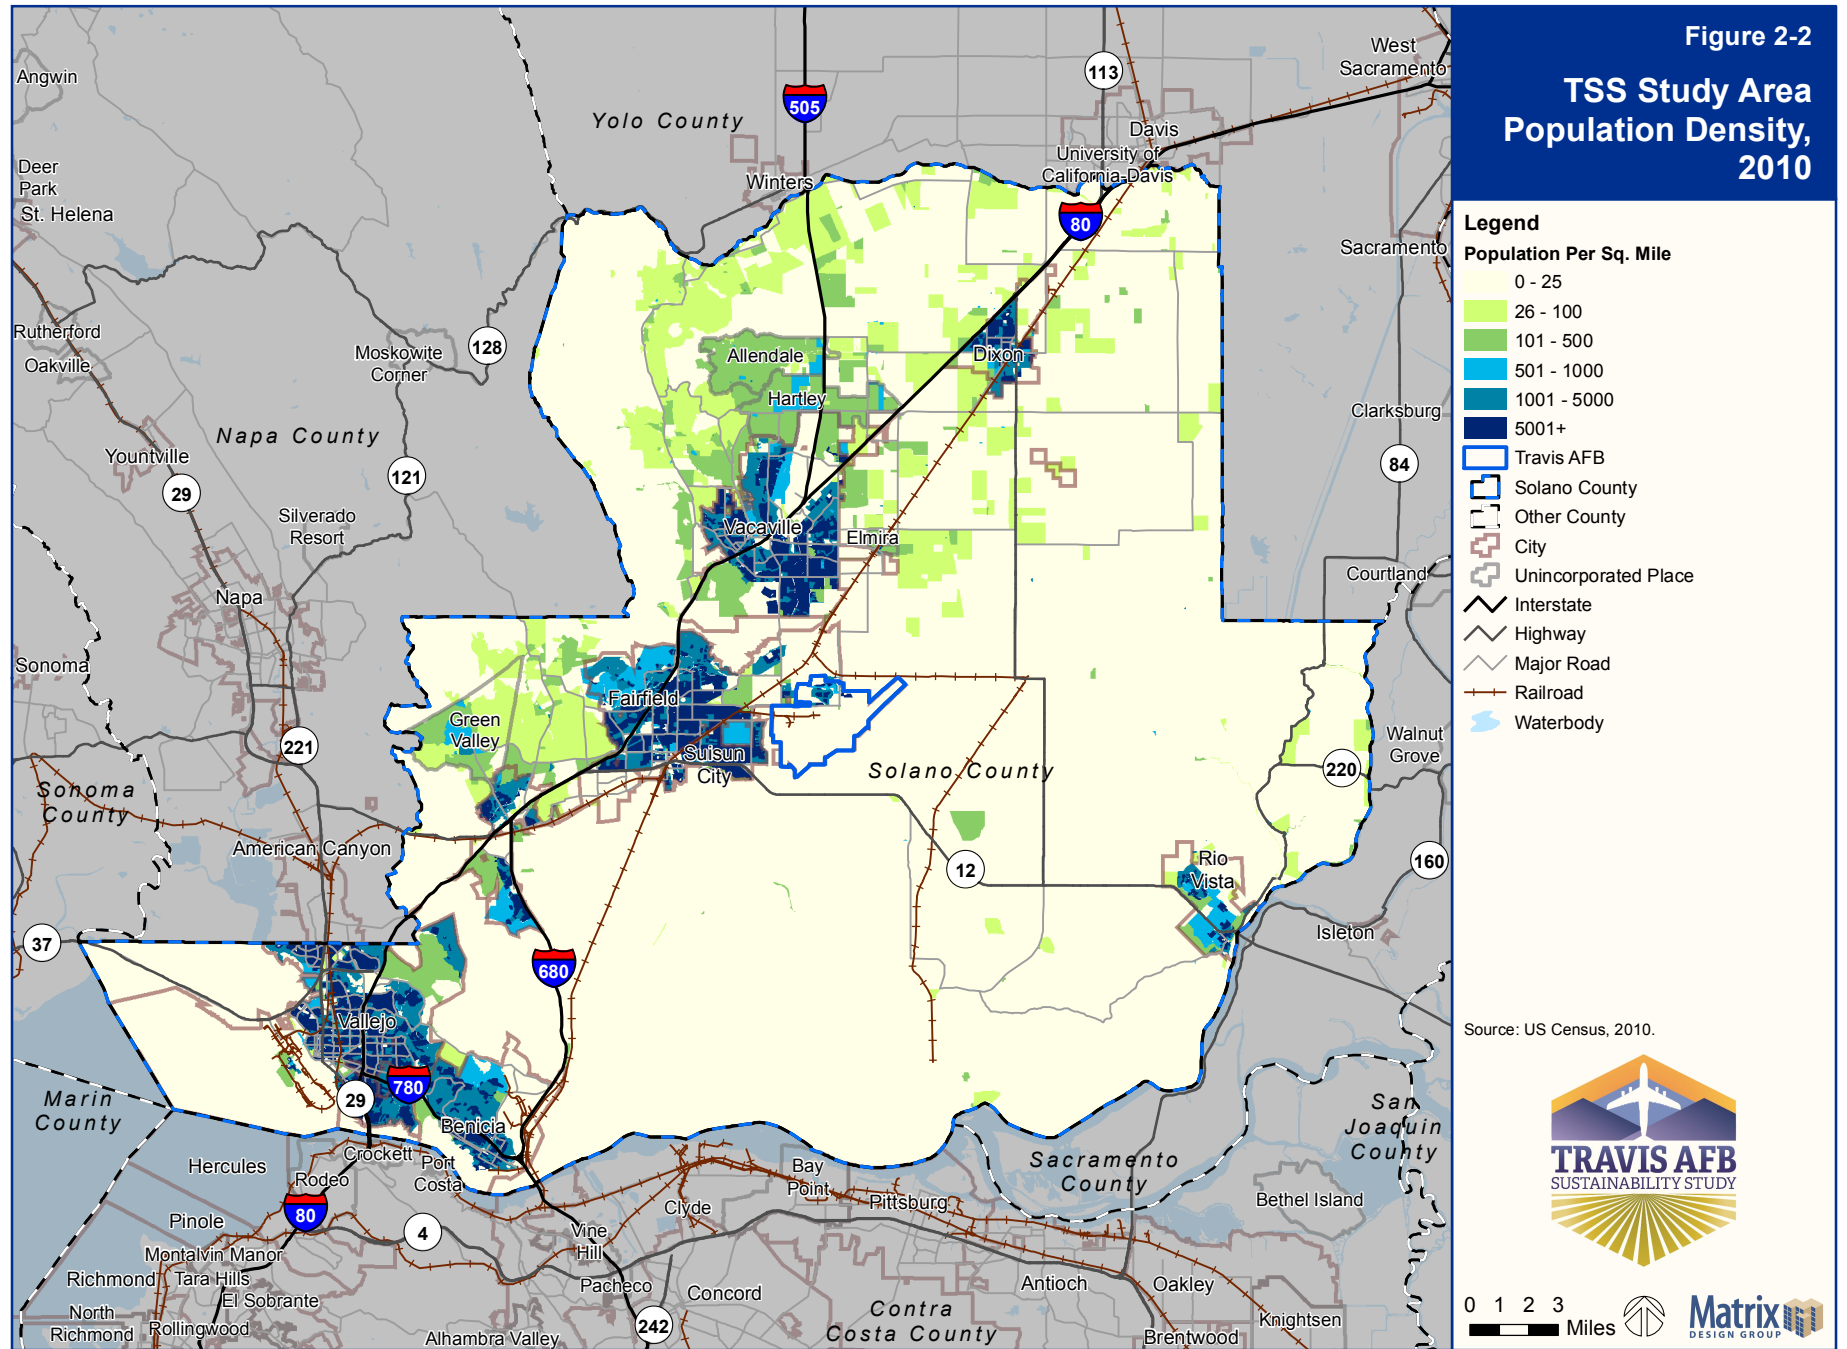 Figure 2-2
TSS Study Area
Population Density,
2010
Legend
Population Per Sq. Mile
0 - 25
26 - 100
101 - 500
501 - 1000
1001 - 5000
5001+
Travis AFB
Solano County
Other County
City
Unincorporated Place
Interstate
Highway
Major Road
Railroad
Waterbody
Source: US Census, 2010.
TRAVIS AFB
SUSTAINABILITY STUDY
0 1 2 3
Miles
Matrix
DESIGN GROUP
Angwin
Yolo County
505
113
West
Sacramento
Davis
University of
California-Davis
Winters
80
Deer
Park
St. Helena
Sacramento
Rutherford
Oakville
Moskowite
Corner
128
Allendale
Dixon
Hartley
Clarksburg
Napa County
Yountville
29
121
84
Silverado
Resort
Vacaville
Elmira
Courtland
Napa
Sonoma
Fairfield
Green
Valley
221
Suisun
City
Solano County
220
Walnut
Grove
Sonoma
County
American Canyon
12
Rio
Vista
160
37
Isleton
680
Vallejo
780
29
Marin
County
Benicia
San
Joaquin
County
Hercules
Crockett
Rodeo
Port
Costa
Bay
Point
Sacramento
County
Pittsburg
Bethel Island
80
Pinole
4
Clyde
Vine
Hill
Montalvin Manor
Richmond
Tara Hills
El Sobrante
Pacheco
Concord
Antioch
Oakley
North
Richmond
Rollingwood
Alhambra Valley
242
Contra
Costa County
Knightsen
Brentwood